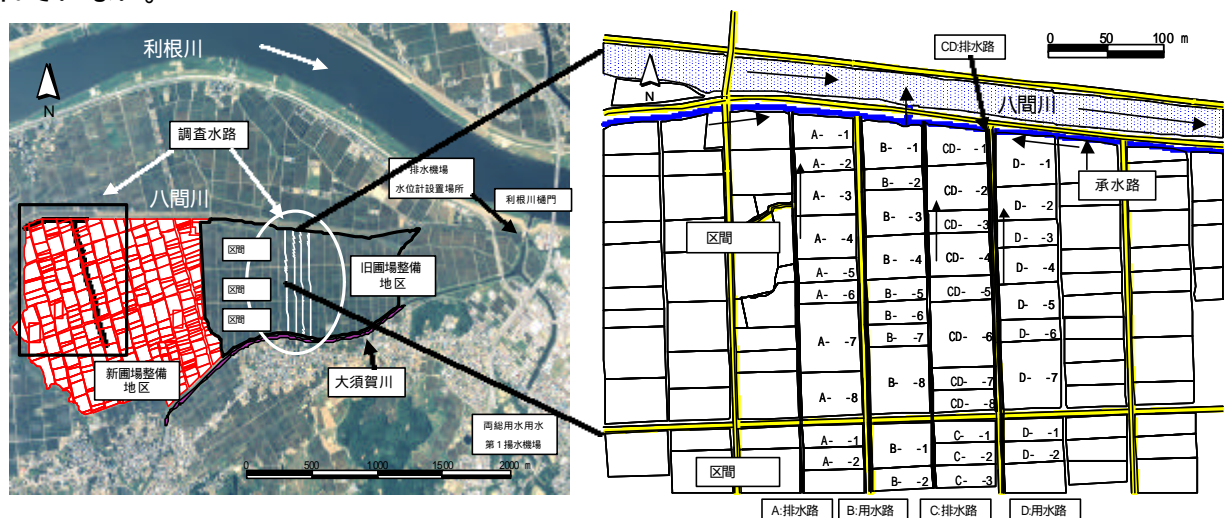 利根川
N
調査水路
八間川
排水機場
水位計設置場所
利根川樋門
区間
区間
区間
旧圃場整備
地区
新圃場整備
地区
大須賀川
両総用水用水
第1揚水機場
0 500 1000 1500 2000 m
CD:排水路
0 50 100 m
N
八間川
承水路
区間
A- -1
A- -2
A- -3
A- -4
A- -5
A- -6
A- -7
A- -8
B- -1
B- -2
B- -3
B- -4
B- -5
B- -6
B- -7
B- -8
CD- -1
CD- -2
CD- -3
CD- -4
CD- -5
CD- -6
CD- -7
CD- -8
D- -1
D- -2
D- -3
D- -4
D- -5
D- -6
D- -7
区間
A- -1
A- -2
B- -1
B- -2
C- -1
C- -2
C- -3
D- -1
D- -2
A:排水路
B:用水路
C:排水路
D:用水路